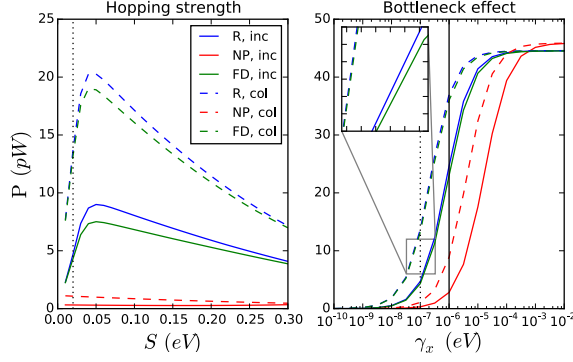 Hopping strength
Bottleneck effect
P (pW)
25
20
15
10
5
0
R, inc
NP, inc
FD, inc
R, col
NP, col
FD, col
0.00 0.05 0.10 0.15 0.20 0.25 0.30
S (eV)
50
40
30
20
10
0
10⁻¹⁰ 10⁻⁹ 10⁻⁸ 10⁻⁷ 10⁻⁶ 10⁻⁵ 10⁻⁴ 10⁻³ 10⁻²
γₓ (eV)